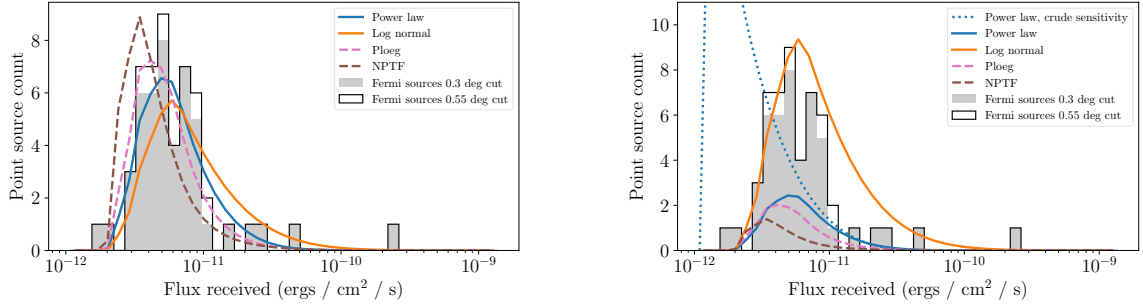 Point source count
8
6
4
2
0
10⁻¹²
10⁻¹¹
10⁻¹⁰
10⁻⁹
Flux received (ergs / cm² / s)
Power law
Log normal
Ploeg
NPTF
Fermi sources 0.3 deg cut
Fermi sources 0.55 deg cut
Point source count
10
8
6
4
2
0
10⁻¹²
10⁻¹¹
10⁻¹⁰
10⁻⁹
Flux received (ergs / cm² / s)
Power law, crude sensitivity
Power law
Log normal
Ploeg
NPTF
Fermi sources 0.3 deg cut
Fermi sources 0.55 deg cut